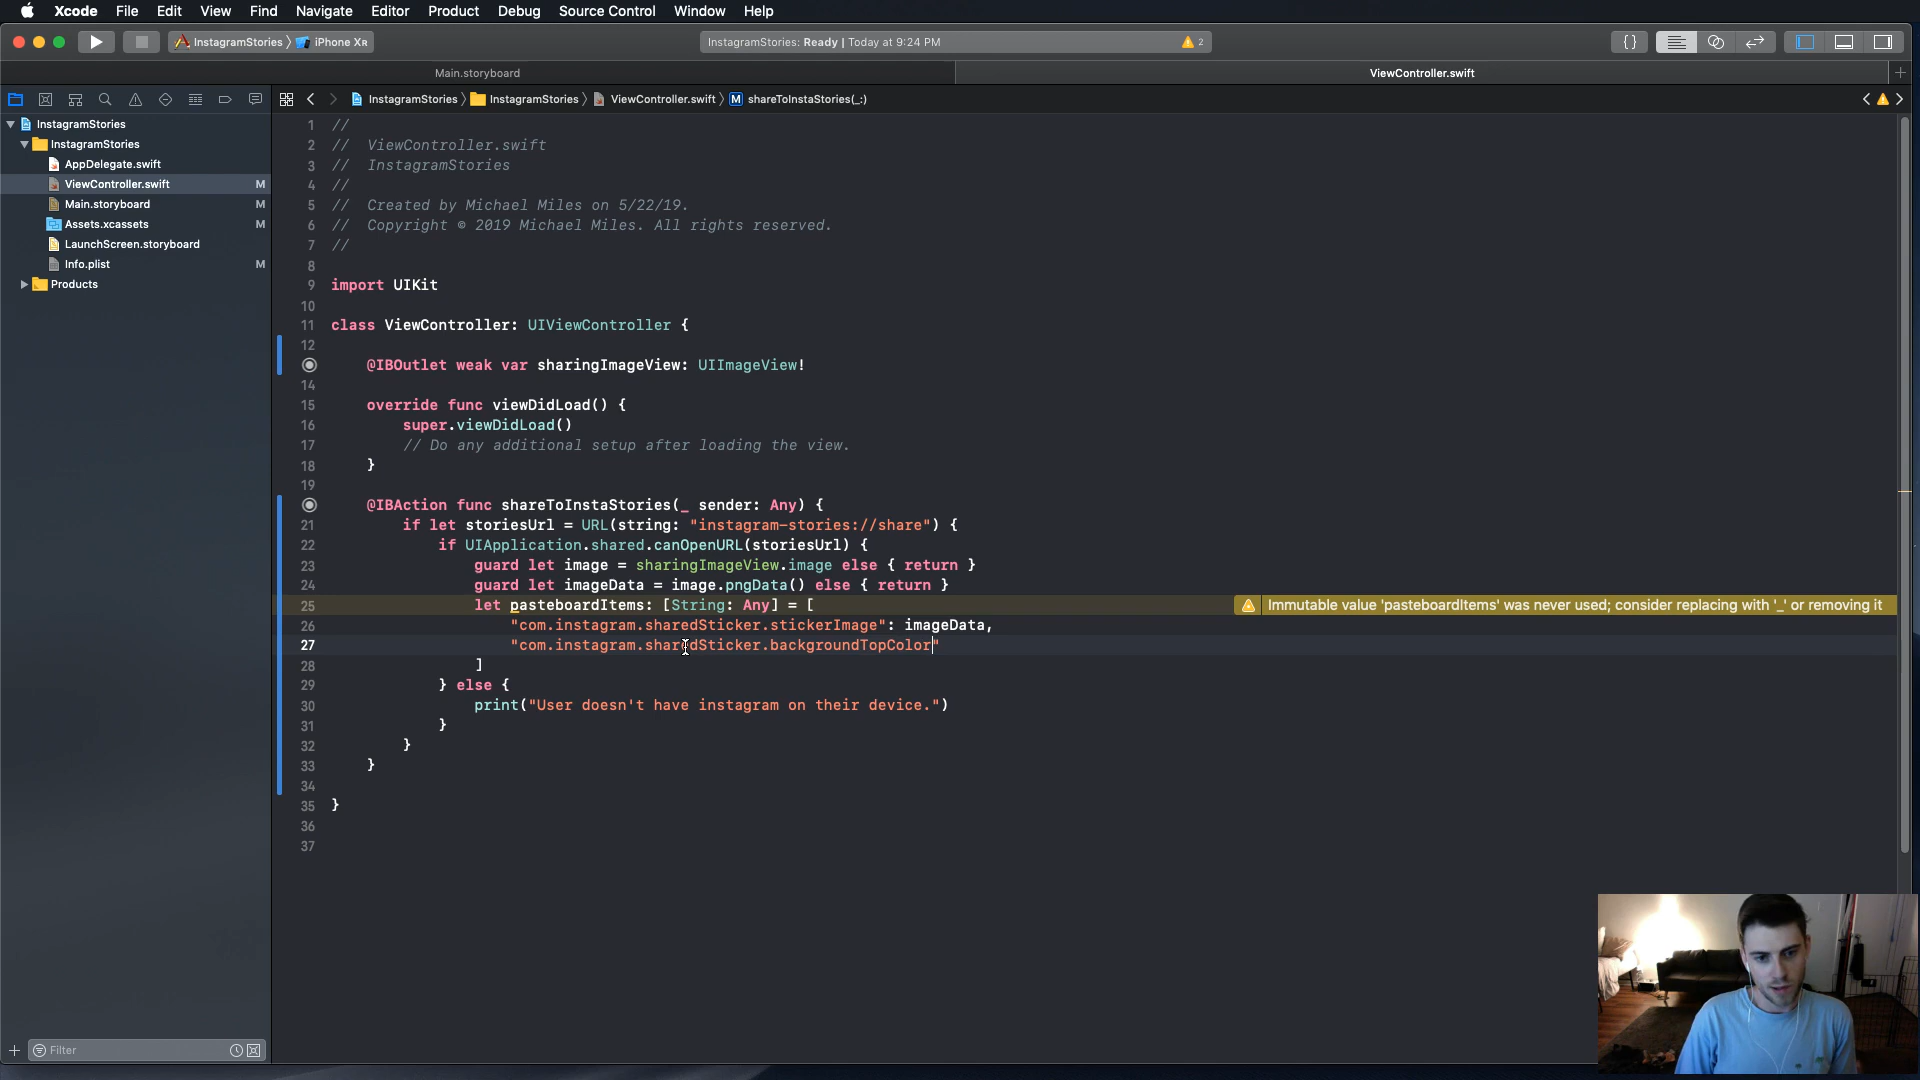 Xcode File Edit View Find Navigate Editor Product Debug Source Control Window Help
InstagramStories iPhone XR
InstagramStories: Ready | Today at 9:24 PM 2
Main.storyboard
ViewController.swift
InstagramStories InstagramStories ViewController.swift M shareToInstaStories(_:)
InstagramStories
InstagramStories
AppDelegate.swift
ViewController.swift M
Main.storyboard M
Assets.xcassets M
LaunchScreen.storyboard
Info.plist M
Products
1 //
2 // ViewController.swift
3 // InstagramStories
4 //
5 // Created by Michael Miles on 5/22/19.
6 // Copyright © 2019 Michael Miles. All rights reserved.
7 //
8
9 import UIKit
10
11 class ViewController: UIViewController {
12
@IBOutlet weak var sharingImageView: UIImageView!
14
15 override func viewDidLoad() {
16 super.viewDidLoad()
17 // Do any additional setup after loading the view.
18 }
19
@IBAction func shareToInstaStories(_ sender: Any) {
21 if let storiesUrl = URL(string: "instagram-stories://share") {
22 if UIApplication.shared.canOpenURL(storiesUrl) {
23 guard let image = sharingImageView.image else { return }
24 guard let imageData = image.pngData() else { return }
25 let pasteboardItems: [String: Any] = [
Immutable value 'pasteboardItems' was never used; consider replacing with '_' or removing it
26 "com.instagram.sharedSticker.stickerImage": imageData,
27 "com.instagram.sharedSticker.backgroundTopColor"
28 ]
29 } else {
30 print("User doesn't have instagram on their device.")
31 }
32 }
33 }
34
35 }
36
37
Filter